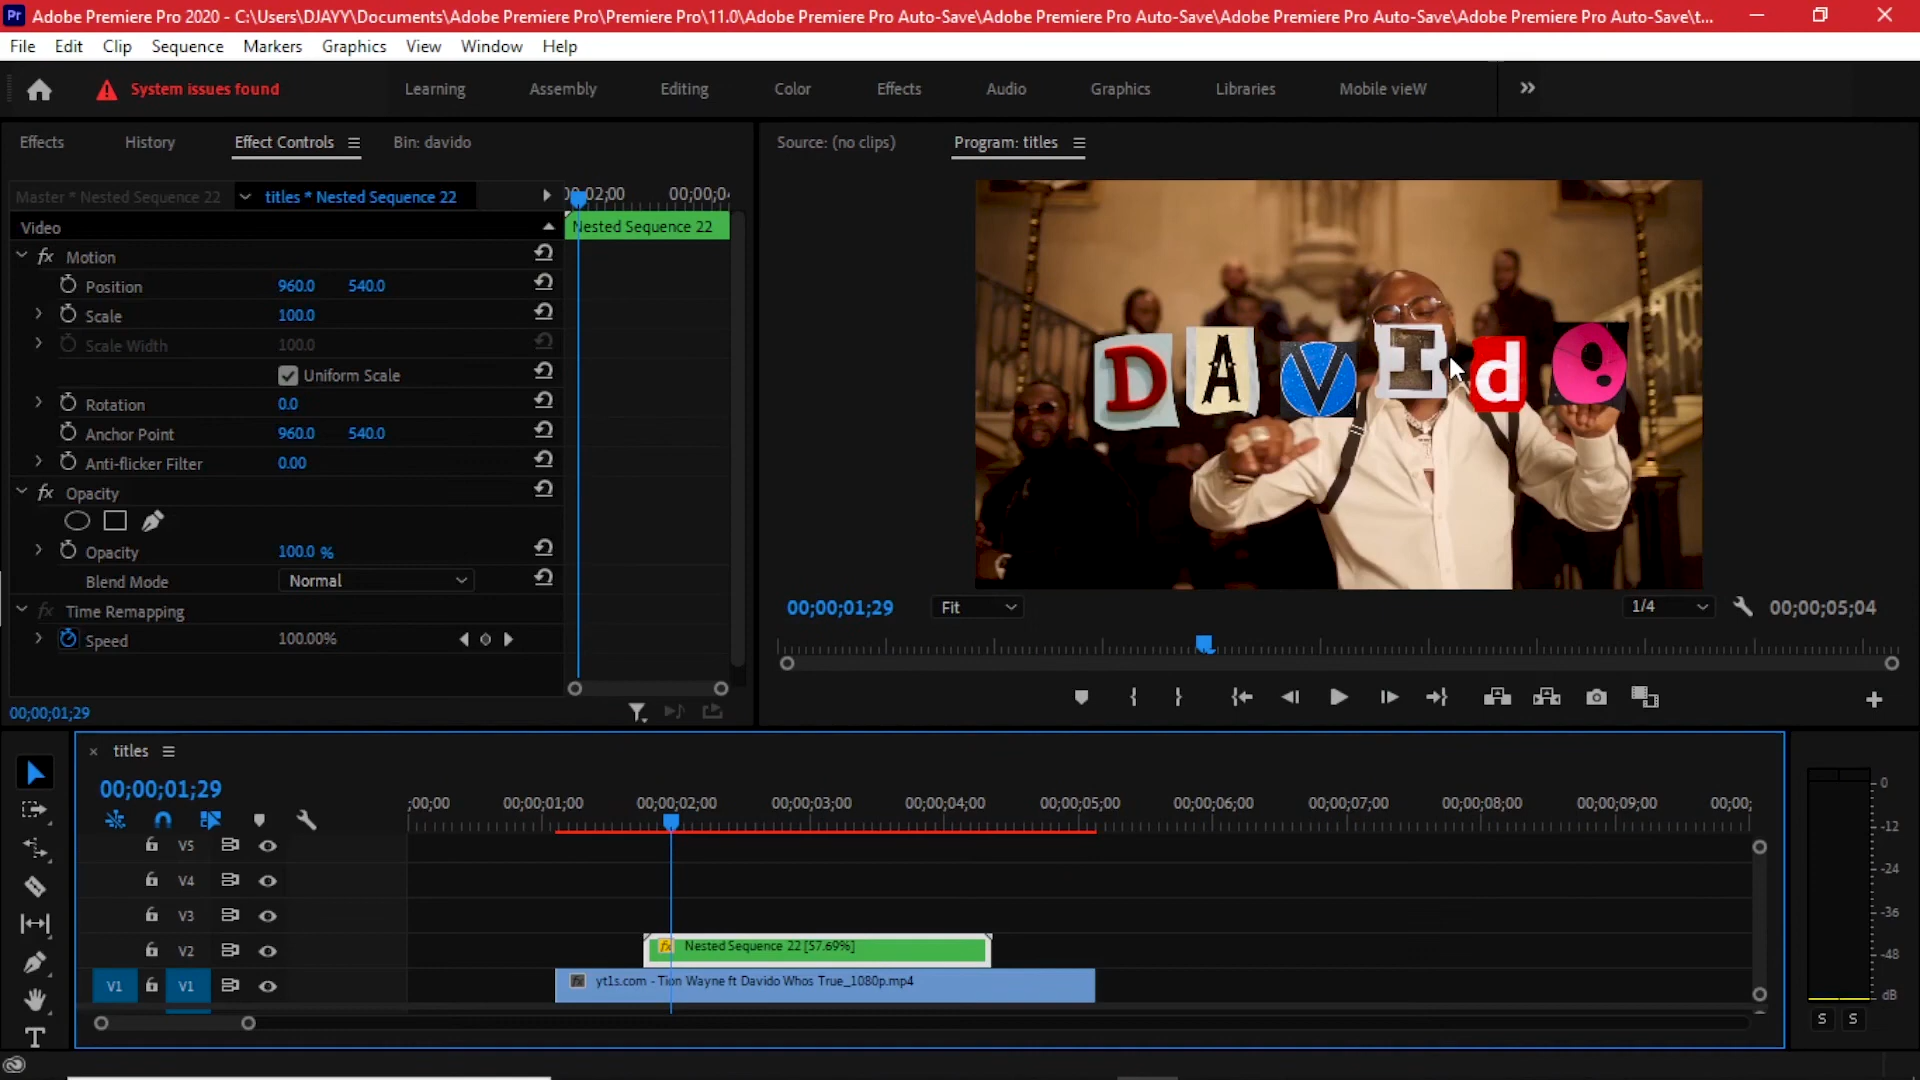 Pr Adobe Premiere Pro 2020 - C:\Users\DJAYY\Documents\Adobe Premiere Pro\Premiere Pro\11.0\Adobe Premiere Pro Auto-Save\Adobe Premiere Pro Auto-Save\Adobe Premiere Pro Auto-Save\Adobe Premiere Pro Auto-Save\t...
File Edit Clip Sequence Markers Graphics View Window Help
System issues found Learning Assembly Editing Color Effects Audio Graphics Libraries Mobile vieW
Effects History Effect Controls Bin: davido Source: (no clips) Program: titles
Master * Nested Sequence 22 titles * Nested Sequence 22 00;02;00 00;00;04
Video Nested Sequence 22
fx Motion
Position 960.0 540.0
Scale 100.0
Scale Width 100.0
Uniform Scale
Rotation 0.0
Anchor Point 960.0 540.0
Anti-flicker Filter 0.00
fx Opacity
Opacity 100.0 %
Blend Mode Normal
fx Time Remapping
Speed 100.00%
00;00;01;29
DAVIdO
00;00;01;29 Fit 1/4 00;00;05;04
titles
00;00;01;29
;00;00 00;00;01;00 00;00;02;00 00;00;03;00 00;00;04;00 00;00;05;00 00;00;06;00 00;00;07;00 00;00;08;00 00;00;09;00 00;00;
V5
V4
V3
V2 fx Nested Sequence 22 [57.69%]
V1 V1 fx yt1s.com - Tion Wayne ft Davido Whos True_1080p.mp4
0
-12
-24
-36
-48
dB
S S